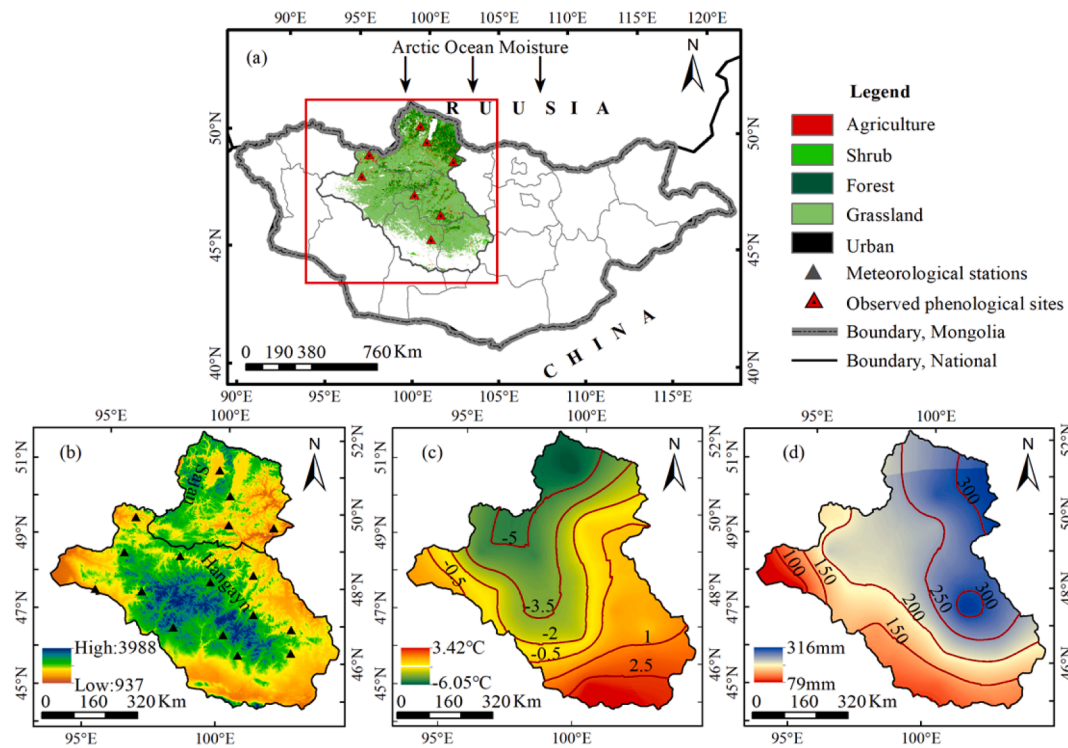 90°E 95°E 100°E 105°E 110°E 115°E 120°E
Arctic Ocean Moisture
(a)
N
R U U S I A
50°N
50°N
45°N
45°N
40°N
40°N
C H I N A
0 190 380 760 Km
90°E 95°E 100°E 105°E 110°E 115°E
Legend
Agriculture
Shrub
Forest
Grassland
Urban
Meteorological stations
Observed phenological sites
Boundary, Mongolia
Boundary, National
95°E 100°E
(b)
N
51°N
49°N
47°N
45°N
52°N
50°N
48°N
46°N
Sajan
Hangayn
High:3988
Low:937
0 160 320 KM
95°E 100°E
95°E 100°E
(c)
N
51°N
49°N
47°N
45°N
52°N
50°N
48°N
46°N
-5
-0.5
-3.5
-2
-0.5
1
2.5
3.42°C
-6.05°C
0 160 320 KM
95°E 100°E
95°E 100°E
(d)
N
51°N
49°N
47°N
45°N
52°N
50°N
48°N
46°N
300
100
150
200
250
300
150
316mm
79mm
0 160 320 KM
95°E 100°E